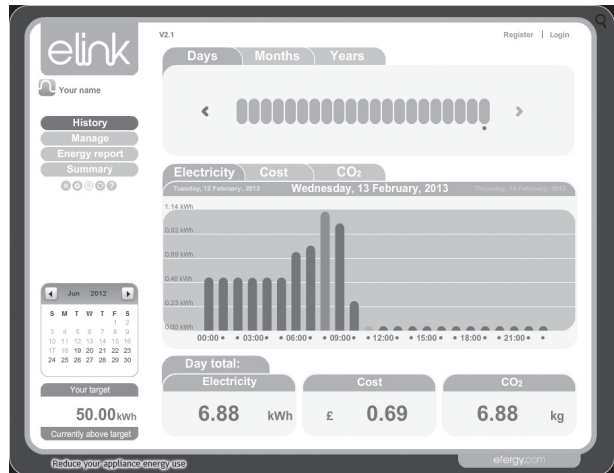 elink
V2.1
Register | Login
Your name
Days Months Years
History
Manage
Energy report
Summary
Electricity Cost CO2
Tuesday, 12 February, 2013 Wednesday, 13 February, 2013 Thursday, 14 February, 2013
1.14 kWh
0.92 kWh
0.69 kWh
0.46 kWh
0.23 kWh
0.00 kWh
00:00 • • 03:00 • • 06:00 • • 09:00 • • 12:00 • • 15:00 • • 18:00 • • 21:00 • •
Jun 2012
S M T W T F S
1 2
3 4 5 6 7 8 9
10 11 12 13 14 15 16
17 18 19 20 21 22 23
24 25 26 27 28 29 30
Your target
50.00 kWh
Currently above target
Day total:
Electricity Cost CO2
6.88 kWh £ 0.69 6.88 kg
Reduce your appliance energy use
efergy.com